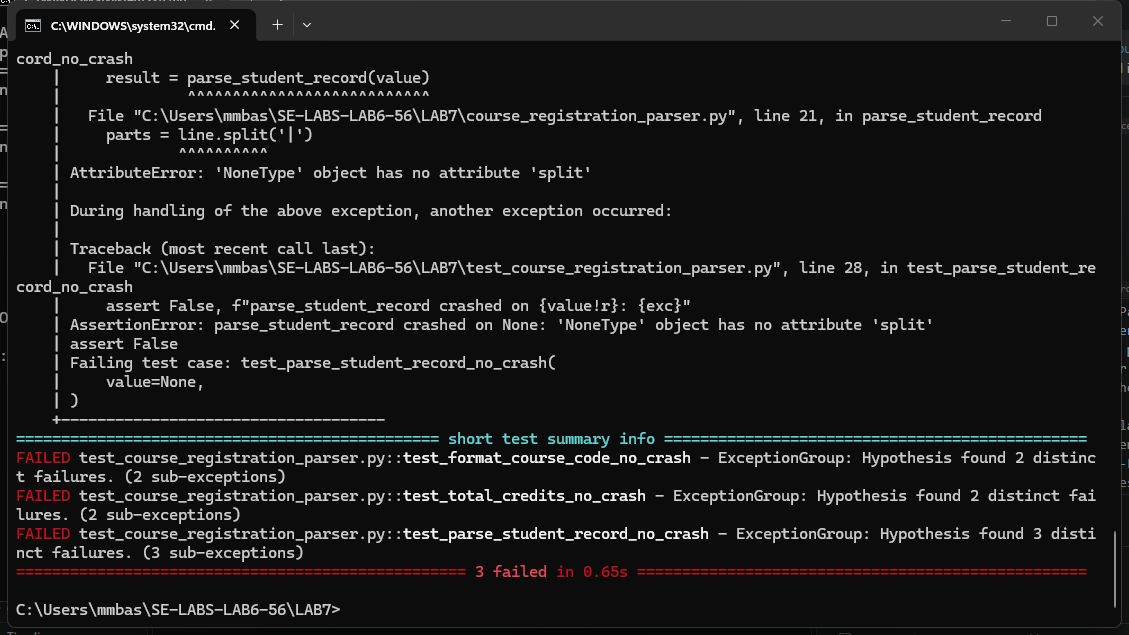 C:\WINDOWS\system32\cmd.
cord_no_crash
|     result = parse_student_record(value)
|              ^^^^^^^^^^^^^^^^^^^^^^^^^^^
|   File "C:\Users\mmbas\SE-LABS-LAB6-56\LAB7\course_registration_parser.py", line 21, in parse_student_record
|     parts = line.split('|')
|             ^^^^^^^^^^
| AttributeError: 'NoneType' object has no attribute 'split'
|
| During handling of the above exception, another exception occurred:
|
| Traceback (most recent call last):
|   File "C:\Users\mmbas\SE-LABS-LAB6-56\LAB7\test_course_registration_parser.py", line 28, in test_parse_student_re
cord_no_crash
|     assert False, f"parse_student_record crashed on {value!r}: {exc}"
| AssertionError: parse_student_record crashed on None: 'NoneType' object has no attribute 'split'
| assert False
| Failing test case: test_parse_student_record_no_crash(
|     value=None,
| )
+------------------------------------
=============================================== short test summary info ===============================================
FAILED test_course_registration_parser.py::test_format_course_code_no_crash - ExceptionGroup: Hypothesis found 2 distinc
t failures. (2 sub-exceptions)
FAILED test_course_registration_parser.py::test_total_credits_no_crash - ExceptionGroup: Hypothesis found 2 distinct fai
lures. (2 sub-exceptions)
FAILED test_course_registration_parser.py::test_parse_student_record_no_crash - ExceptionGroup: Hypothesis found 3 disti
nct failures. (3 sub-exceptions)
================================================== 3 failed in 0.65s ==================================================
C:\Users\mmbas\SE-LABS-LAB6-56\LAB7>